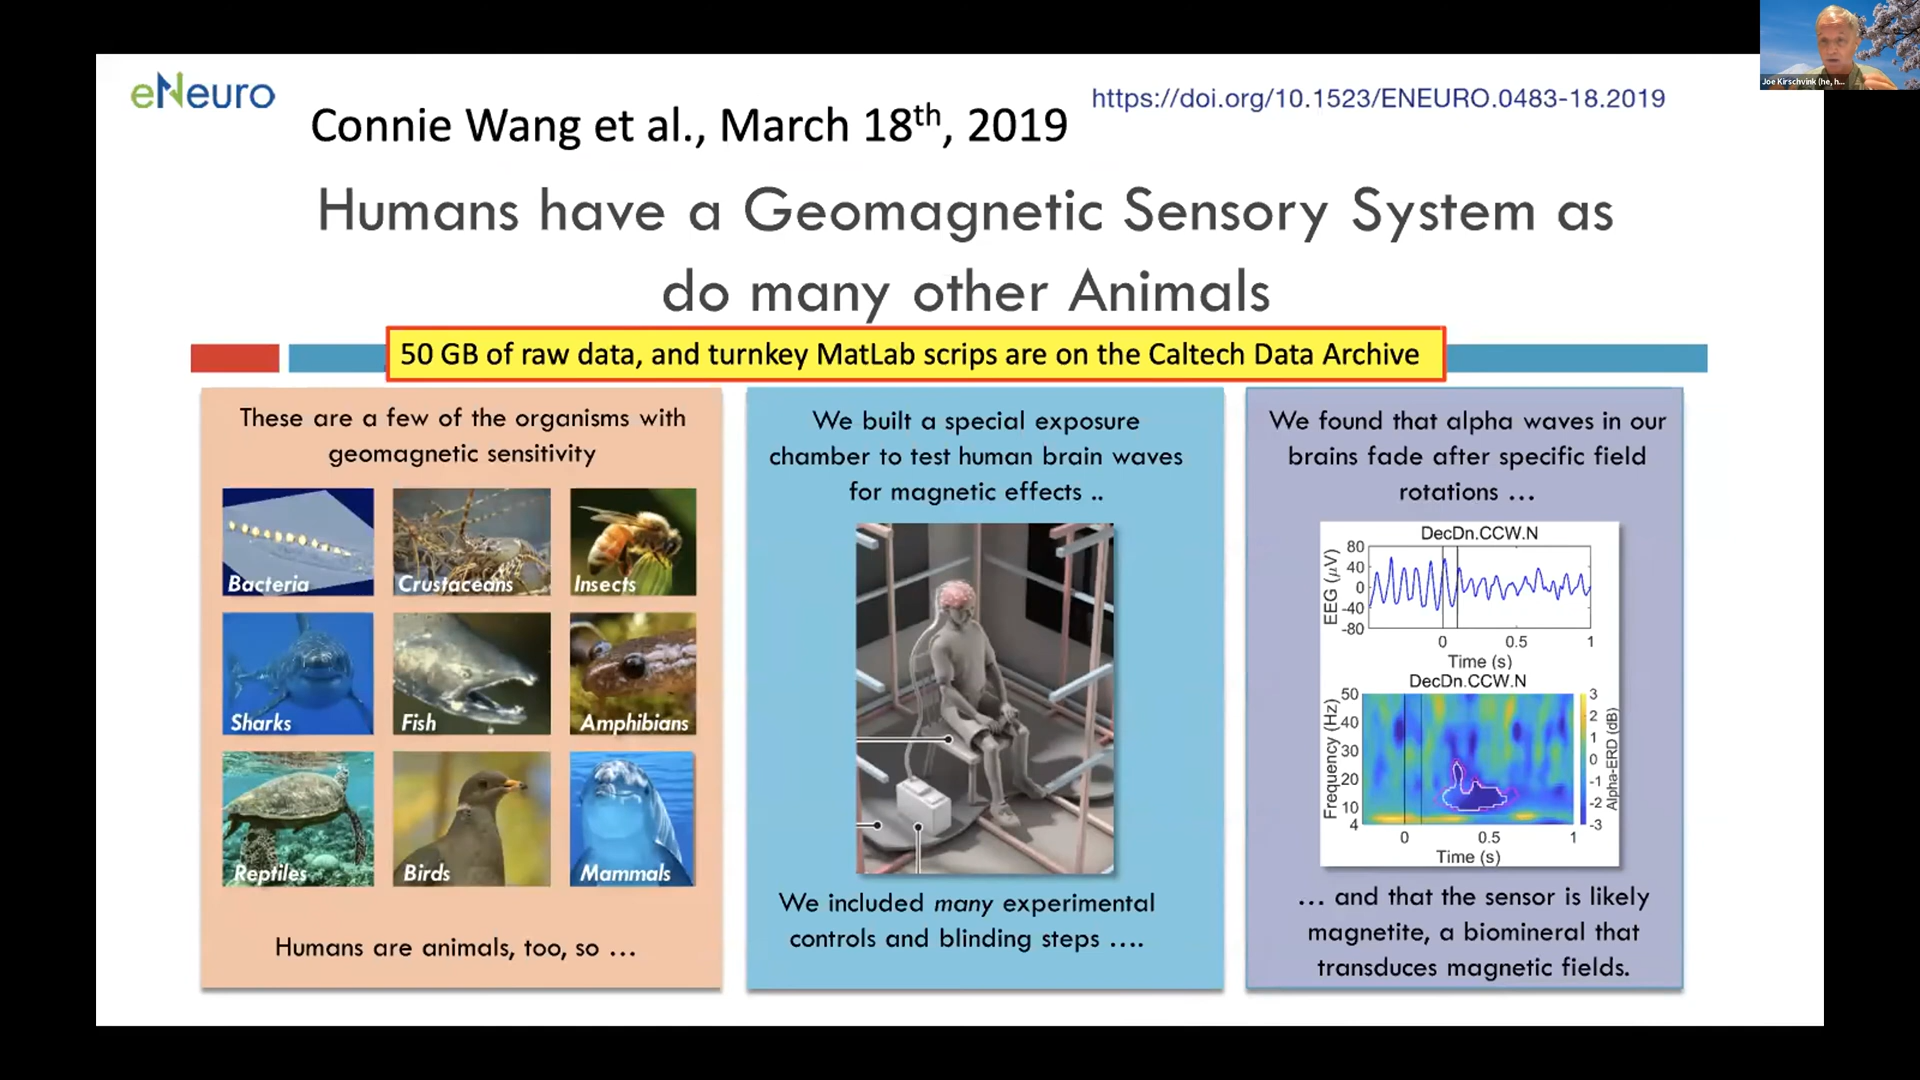 eNeuro
Connie Wang et al., March 18th, 2019
https://doi.org/10.1523/ENEURO.0483-18.2019
Joe Kirschvink (he, h...
Humans have a Geomagnetic Sensory System as
do many other Animals
50 GB of raw data, and turnkey MatLab scrips are on the Caltech Data Archive
These are a few of the organisms with
geomagnetic sensitivity
Bacteria
Crustaceans
Insects
Sharks
Fish
Amphibians
Reptiles
Birds
Mammals
Humans are animals, too, so ...
We built a special exposure
chamber to test human brain waves
for magnetic effects ..
We included many experimental
controls and blinding steps ....
We found that alpha waves in our
brains fade after specific field
rotations ...
DecDn.CCW.N
EEG (μV)
80
40
0
-40
-80
0 0.5 1
Time (s)
DecDn.CCW.N
Frequency (Hz)
50
40
30
20
10
4
0 0.5 1
Time (s)
3
2
1
0
-1
-2
-3
Alpha-ERD (dB)
... and that the sensor is likely
magnetite, a biomineral that
transduces magnetic fields.